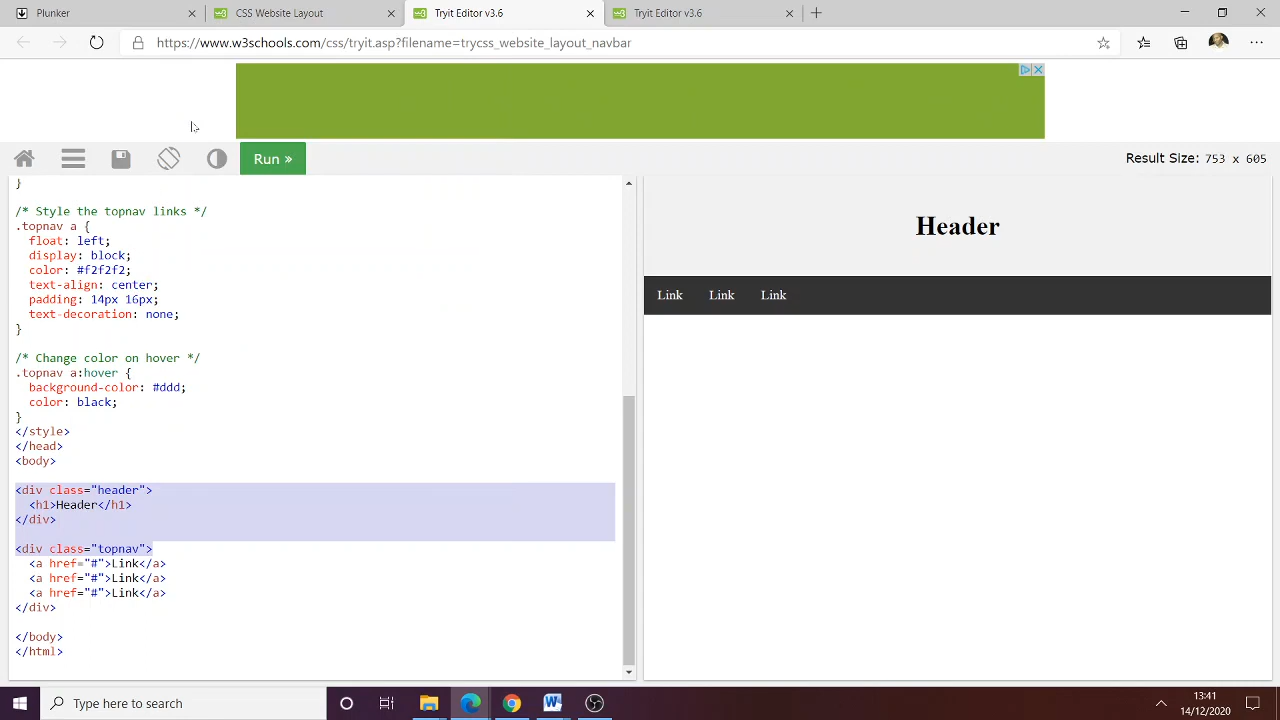 Plunker
CSS Website Layout
Tryit Editor v3.6
Tryit Editor v3.6
https://www.w3schools.com/css/tryit.asp?filename=trycss_website_layout_navbar
Run »
Result Size: 753 x 605
}
/* Style the topnav links */
.topnav a {
float: left;
display: block;
color: #f2f2f2;
text-align: center;
padding: 14px 16px;
text-decoration: none;
}
/* Change color on hover */
.topnav a:hover {
background-color: #ddd;
color: black;
}
</style>
</head>
<body>
<div class="header">
<h1>Header</h1>
</div>
<div class="topnav">
<a href="#">Link</a>
<a href="#">Link</a>
<a href="#">Link</a>
</div>
</body>
</html>
Header
Link Link Link
Type here to search
13:41
14/12/2020